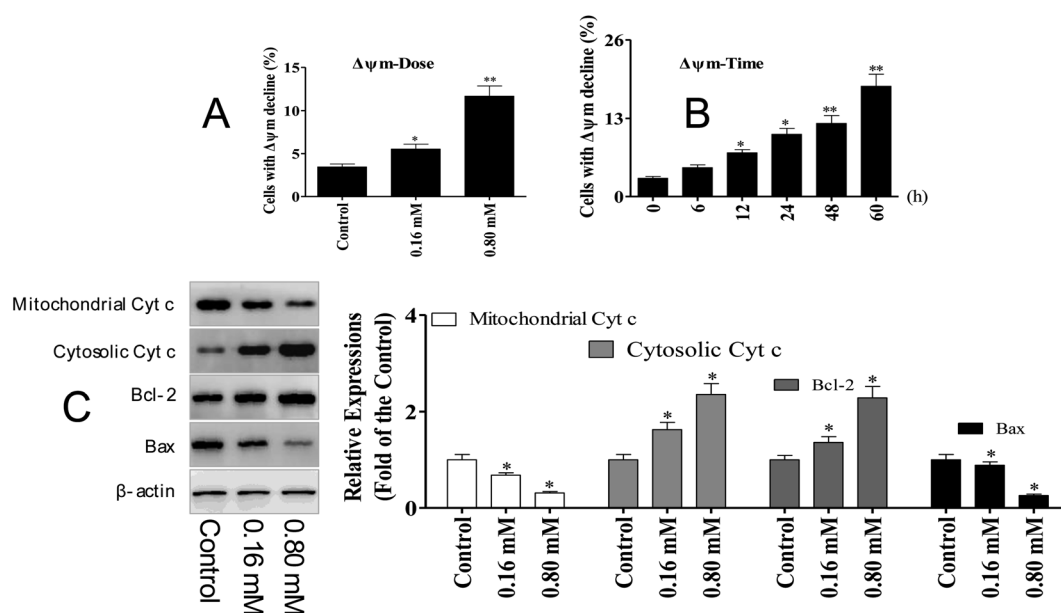 Δψm-Dose
Cells with Δψm decline (%)
15
10
5
0
*
**
Control
0.16 mM
0.80 mM
A
Δψm-Time
Cells with Δψm decline (%)
26
13
0
*
*
**
**
0
6
12
24
48
60
(h)
B
C
Mitochondrial Cyt c
Cytosolic Cyt c
Bcl-2
Bax
β-actin
Control
0.16 mM
0.80 mM
Relative Expressions
(Fold of the Control)
4
2
0
Mitochondrial Cyt c
Cytosolic Cyt c
Bcl-2
Bax
*
*
*
*
*
*
*
*
Control
0.16 mM
0.80 mM
Control
0.16 mM
0.80 mM
Control
0.16 mM
0.80 mM
Control
0.16 mM
0.80 mM